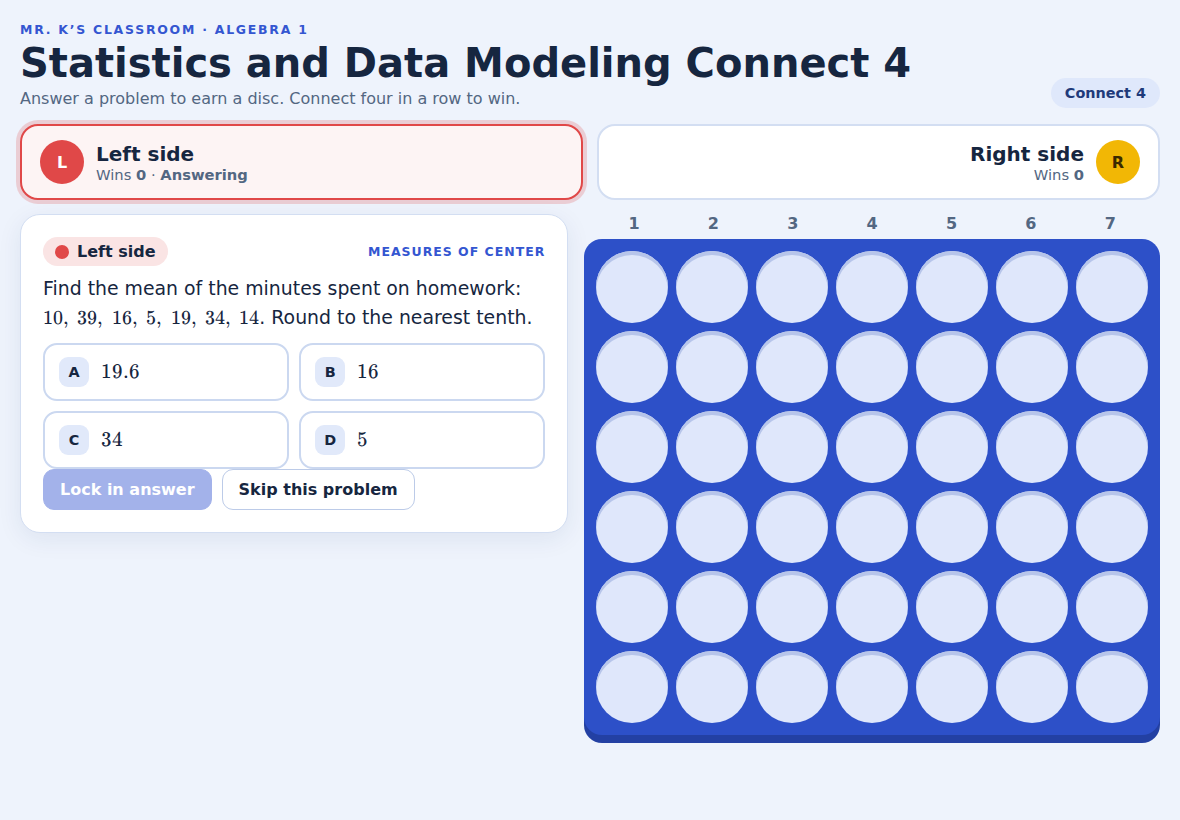 MR. K’S CLASSROOM · ALGEBRA 1
Statistics and Data Modeling Connect 4
Answer a problem to earn a disc. Connect four in a row to win.
Connect 4
L
Left side
Wins 0 · Answering
Right side
Wins 0
R
Left side
MEASURES OF CENTER
Find the mean of the minutes spent on homework:
10, 39, 16, 5, 19, 34, 14. Round to the nearest tenth.
A 19.6
B 16
C 34
D 5
Lock in answer
Skip this problem
1 2 3 4 5 6 7